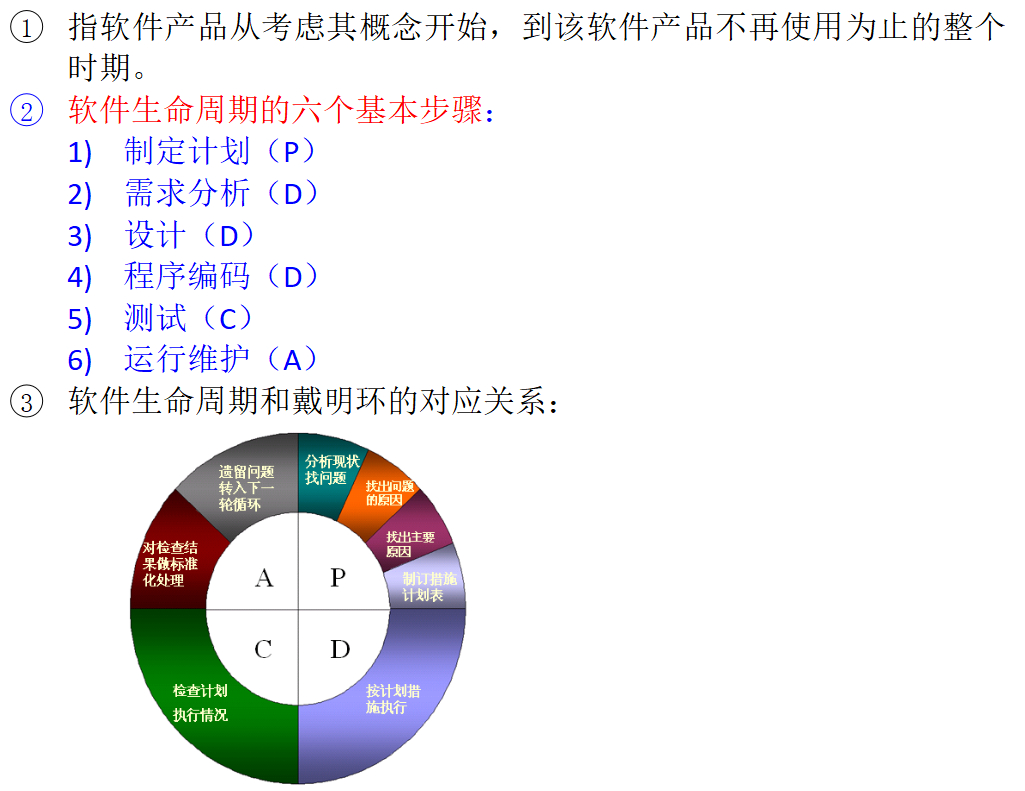 ① 指软件产品从考虑其概念开始，到该软件产品不再使用为止的整个
时期。
② 软件生命周期的六个基本步骤：
1) 制定计划（P）
2) 需求分析（D）
3) 设计（D）
4) 程序编码（D）
5) 测试（C）
6) 运行维护（A）
③ 软件生命周期和戴明环的对应关系：
遗留问题
转入下一
轮循环
分析现状
找问题
找出问题
的原因
找出主要
原因
制订措施
计划表
对检查结
果做标准
化处理
A
P
C
D
检查计划
执行情况
按计划措
施执行